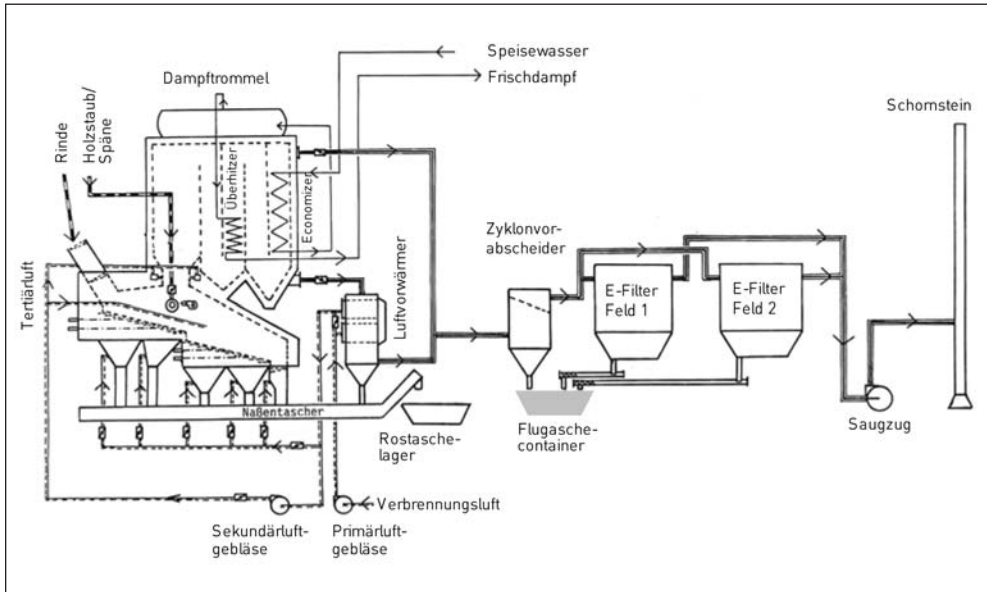 Speisewasser
Frischdampf
Dampftrommel
Schornstein
Rinde
Holzstaub/
Späne
Überhitzer
Economizer
Zyklonvor-
abscheider
E-Filter
Feld 1
E-Filter
Feld 2
Tertiärluft
Luftvorwärmer
Naßentascher
Rostasche-
lager
Flugasche-
container
Saugzug
Verbrennungsluft
Sekundärluft-
gebläse
Primärluft-
gebläse